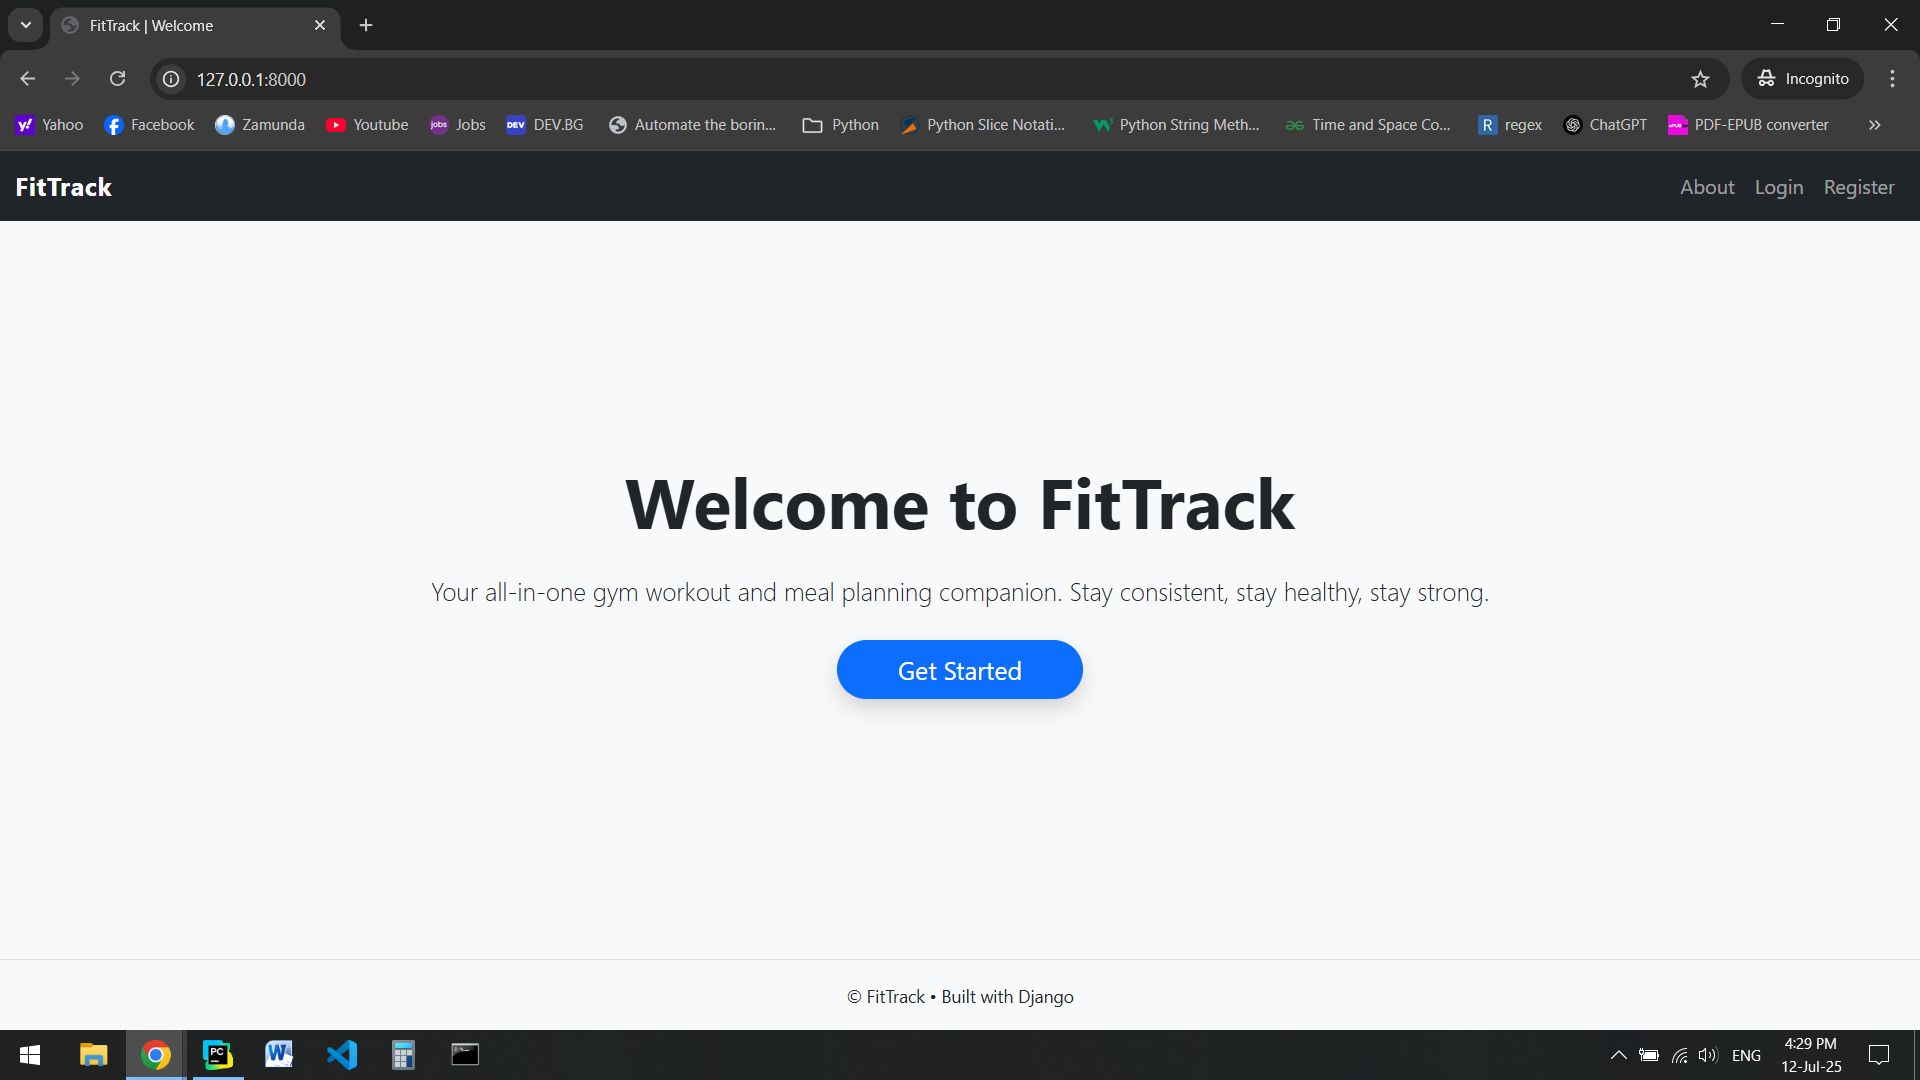 FitTrack | Welcome
127.0.0.1:8000
Incognito
Yahoo Facebook Zamunda Youtube jobs Jobs DEV DEV.BG Automate the borin... Python Python Slice Notati... Python String Meth... Time and Space Co... R regex ChatGPT PDF-EPUB converter
FitTrack About Login Register
Welcome to FitTrack
Your all-in-one gym workout and meal planning companion. Stay consistent, stay healthy, stay strong.
Get Started
© FitTrack • Built with Django
PC W ENG
4:29 PM
12-Jul-25